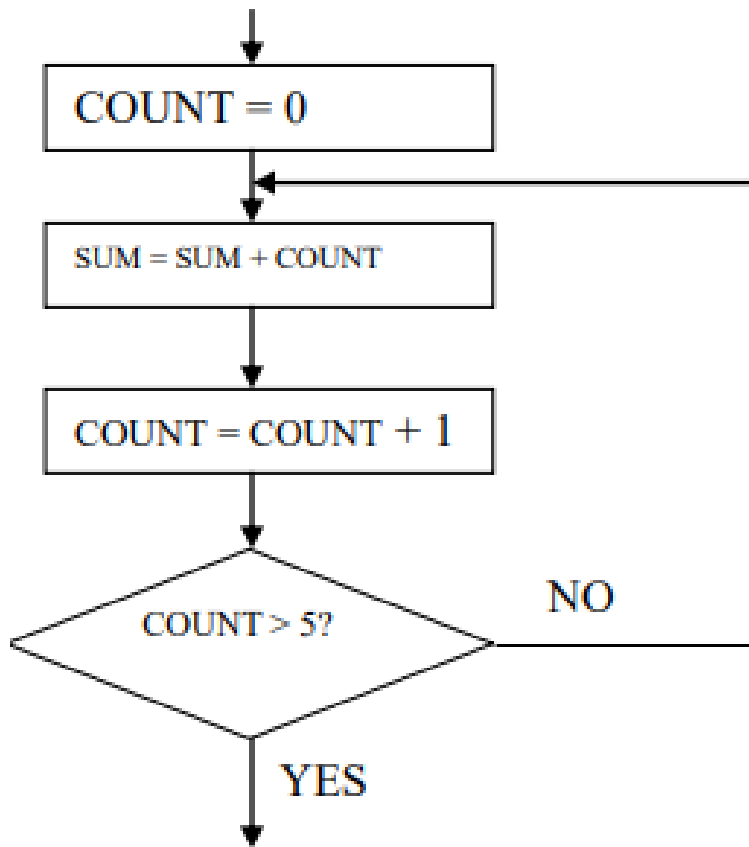 COUNT = 0
SUM = SUM + COUNT
COUNT = COUNT + 1
COUNT > 5?
NO
YES